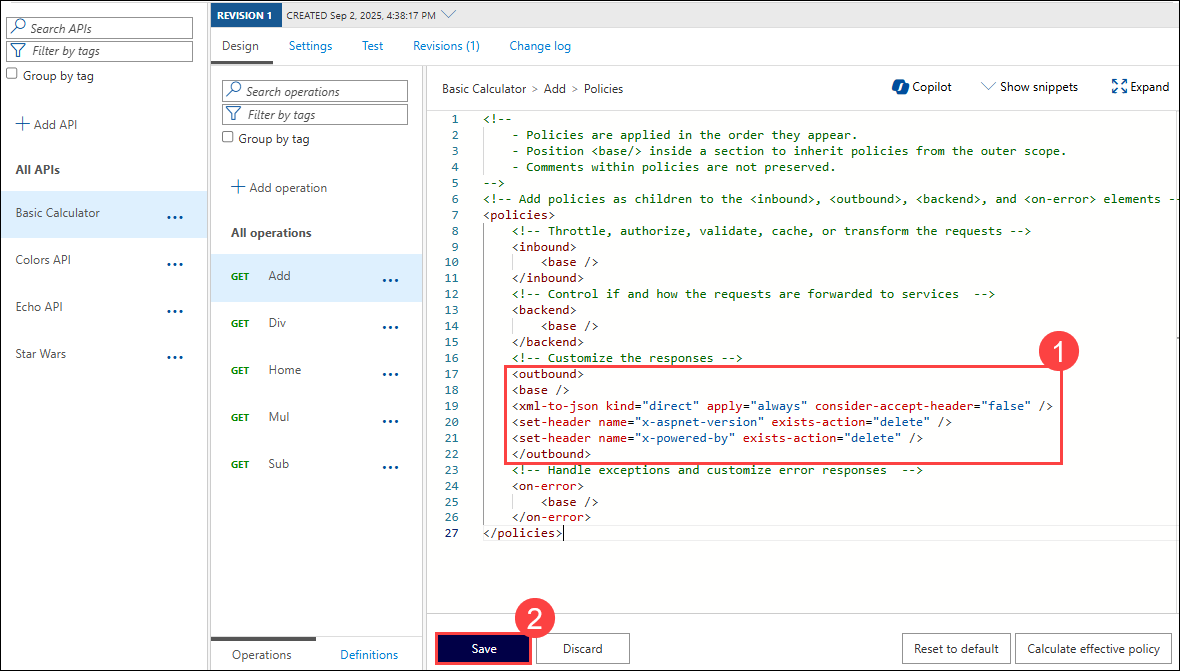 REVISION 1 CREATED Sep 2, 2025, 4:38:17 PM
Search APIs
Filter by tags
Group by tag
Add API
All APIs
Basic Calculator ...
Colors API ...
Echo API ...
Star Wars ...
Design Settings Test Revisions (1) Change log
Search operations
Filter by tags
Group by tag
Add operation
All operations
GET Add ...
GET Div ...
GET Home ...
GET Mul ...
GET Sub ...
Operations Definitions
Basic Calculator > Add > Policies
Copilot Show snippets Expand
1 <!--
2 - Policies are applied in the order they appear.
3 - Position <base/> inside a section to inherit policies from the outer scope.
4 - Comments within policies are not preserved.
5 -->
6 <!-- Add policies as children to the <inbound>, <outbound>, <backend>, and <on-error> elements -
7 <policies>
8 <!-- Throttle, authorize, validate, cache, or transform the requests -->
9 <inbound>
10 <base />
11 </inbound>
12 <!-- Control if and how the requests are forwarded to services  -->
13 <backend>
14 <base />
15 </backend>
16 <!-- Customize the responses -->
1
17 <outbound>
18 <base />
19 <xml-to-json kind="direct" apply="always" consider-accept-header="false" />
20 <set-header name="x-aspnet-version" exists-action="delete" />
21 <set-header name="x-powered-by" exists-action="delete" />
22 </outbound>
23 <!-- Handle exceptions and customize error responses  -->
24 <on-error>
25 <base />
26 </on-error>
27 </policies>
2
Save Discard Reset to default Calculate effective policy